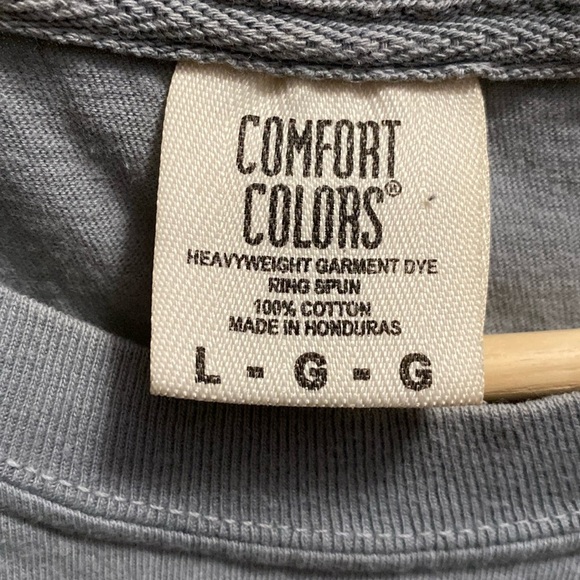 COMFORT
COLORS®
HEAVYWEIGHT GARMENT DYE
RING SPUN
100% COTTON
MADE IN HONDURAS
L - G - G